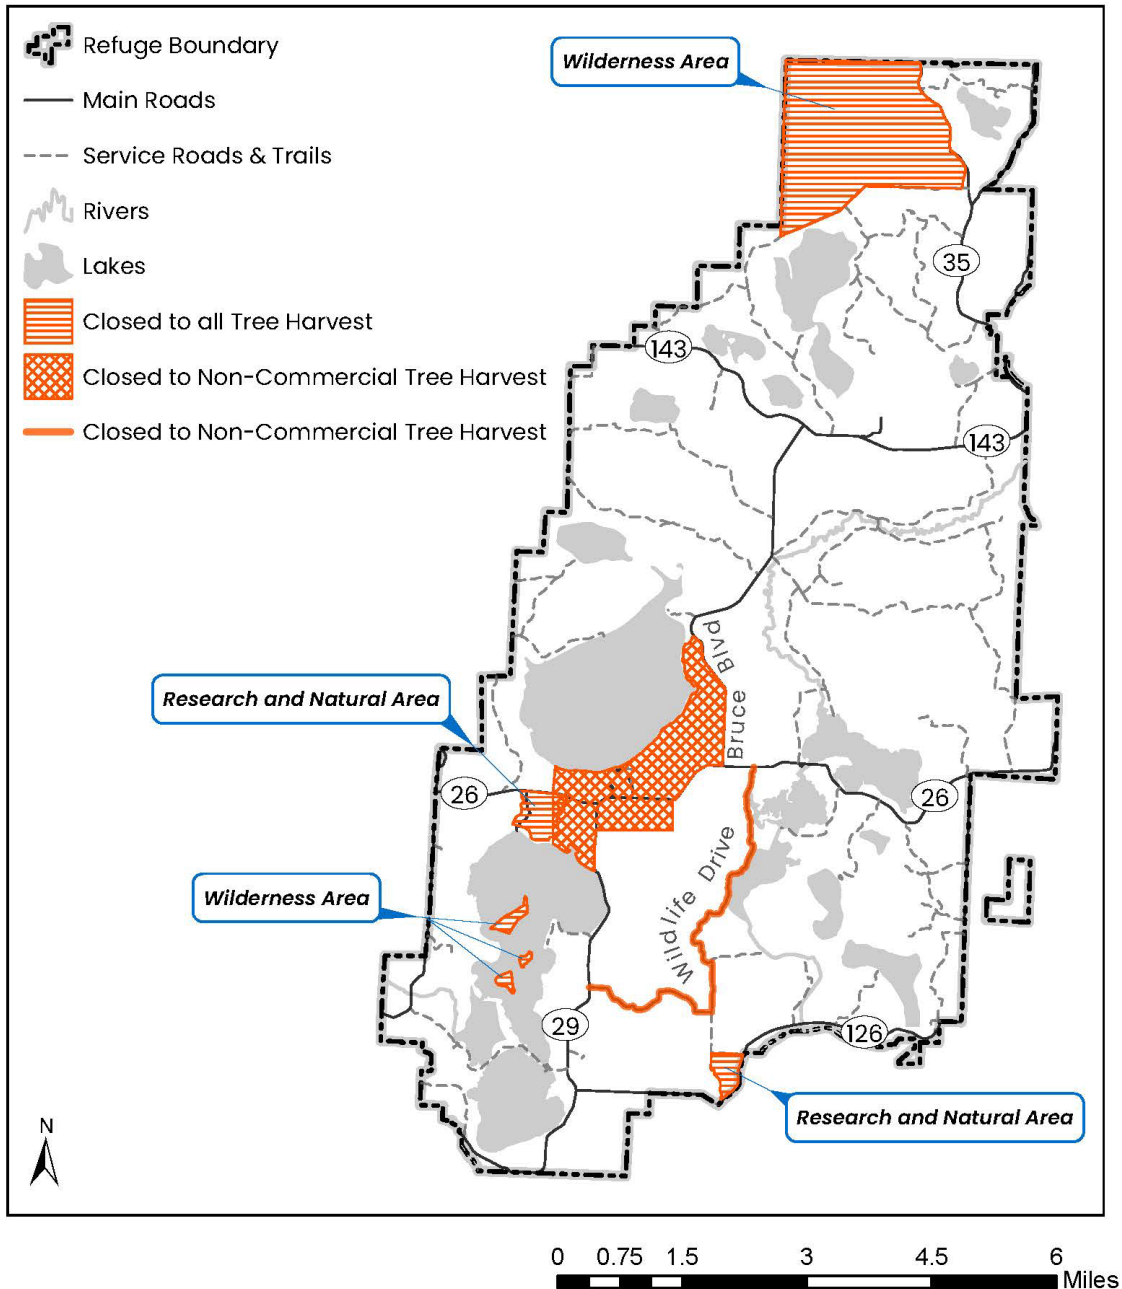 Refuge Boundary
Main Roads
Service Roads & Trails
Rivers
Lakes
Closed to all Tree Harvest
Closed to Non-Commercial Tree Harvest
Closed to Non-Commercial Tree Harvest
Wilderness Area
35
143
143
Bruce Blvd
Research and Natural Area
26
26
Wildlife Drive
Wilderness Area
29
126
Research and Natural Area
N
0 0.75 1.5 3 4.5 6
Miles